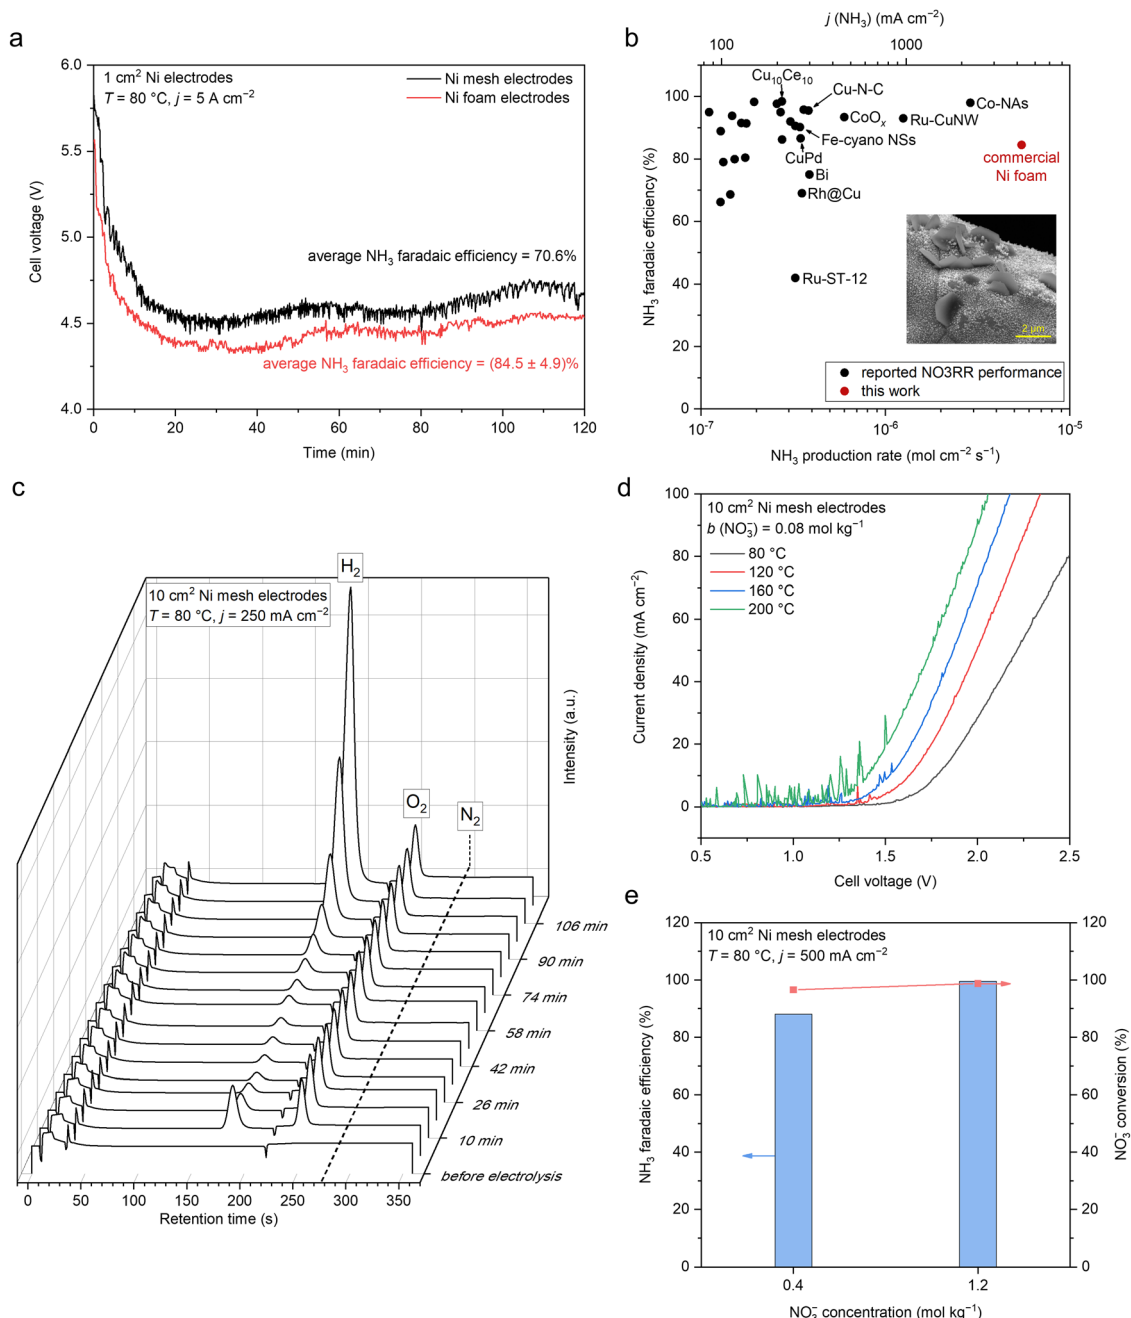 a
1 cm² Ni electrodes
T = 80 °C, j = 5 A cm⁻²
Ni mesh electrodes
Ni foam electrodes
average NH₃ faradaic efficiency = 70.6%
average NH₃ faradaic efficiency = (84.5 ± 4.9)%
6.0
5.5
5.0
4.5
4.0
Cell voltage (V)
0 20 40 60 80 100 120
Time (min)
b
j (NH₃) (mA cm⁻²)
100 1000
Cu₁₀Ce₁₀
Cu-N-C
Co-NAs
CoOₓ
Ru-CuNW
Fe-cyano NSs
CuPd
commercial
Ni foam
Bi
Rh@Cu
Ru-ST-12
2 μm
reported NO3RR performance
this work
110
100
80
60
40
20
0
NH₃ faradaic efficiency (%)
10⁻⁷ 10⁻⁶ 10⁻⁵
NH₃ production rate (mol cm⁻² s⁻¹)
c
10 cm² Ni mesh electrodes
T = 80 °C, j = 250 mA cm⁻²
H₂
O₂
N₂
Intensity (a.u.)
106 min
90 min
74 min
58 min
42 min
26 min
10 min
before electrolysis
0 50 100 150 200 250 300 350
Retention time (s)
d
10 cm² Ni mesh electrodes
b (NO₃⁻) = 0.08 mol kg⁻¹
80 °C
120 °C
160 °C
200 °C
100
80
60
40
20
0
Current density (mA cm⁻²)
0.5 1.0 1.5 2.0 2.5
Cell voltage (V)
e
10 cm² Ni mesh electrodes
T = 80 °C, j = 500 mA cm⁻²
120
100
80
60
40
20
0
NH₃ faradaic efficiency (%)
120
100
80
60
40
20
0
NO₃⁻ conversion (%)
0.4 1.2
NO₃⁻ concentration (mol kg⁻¹)